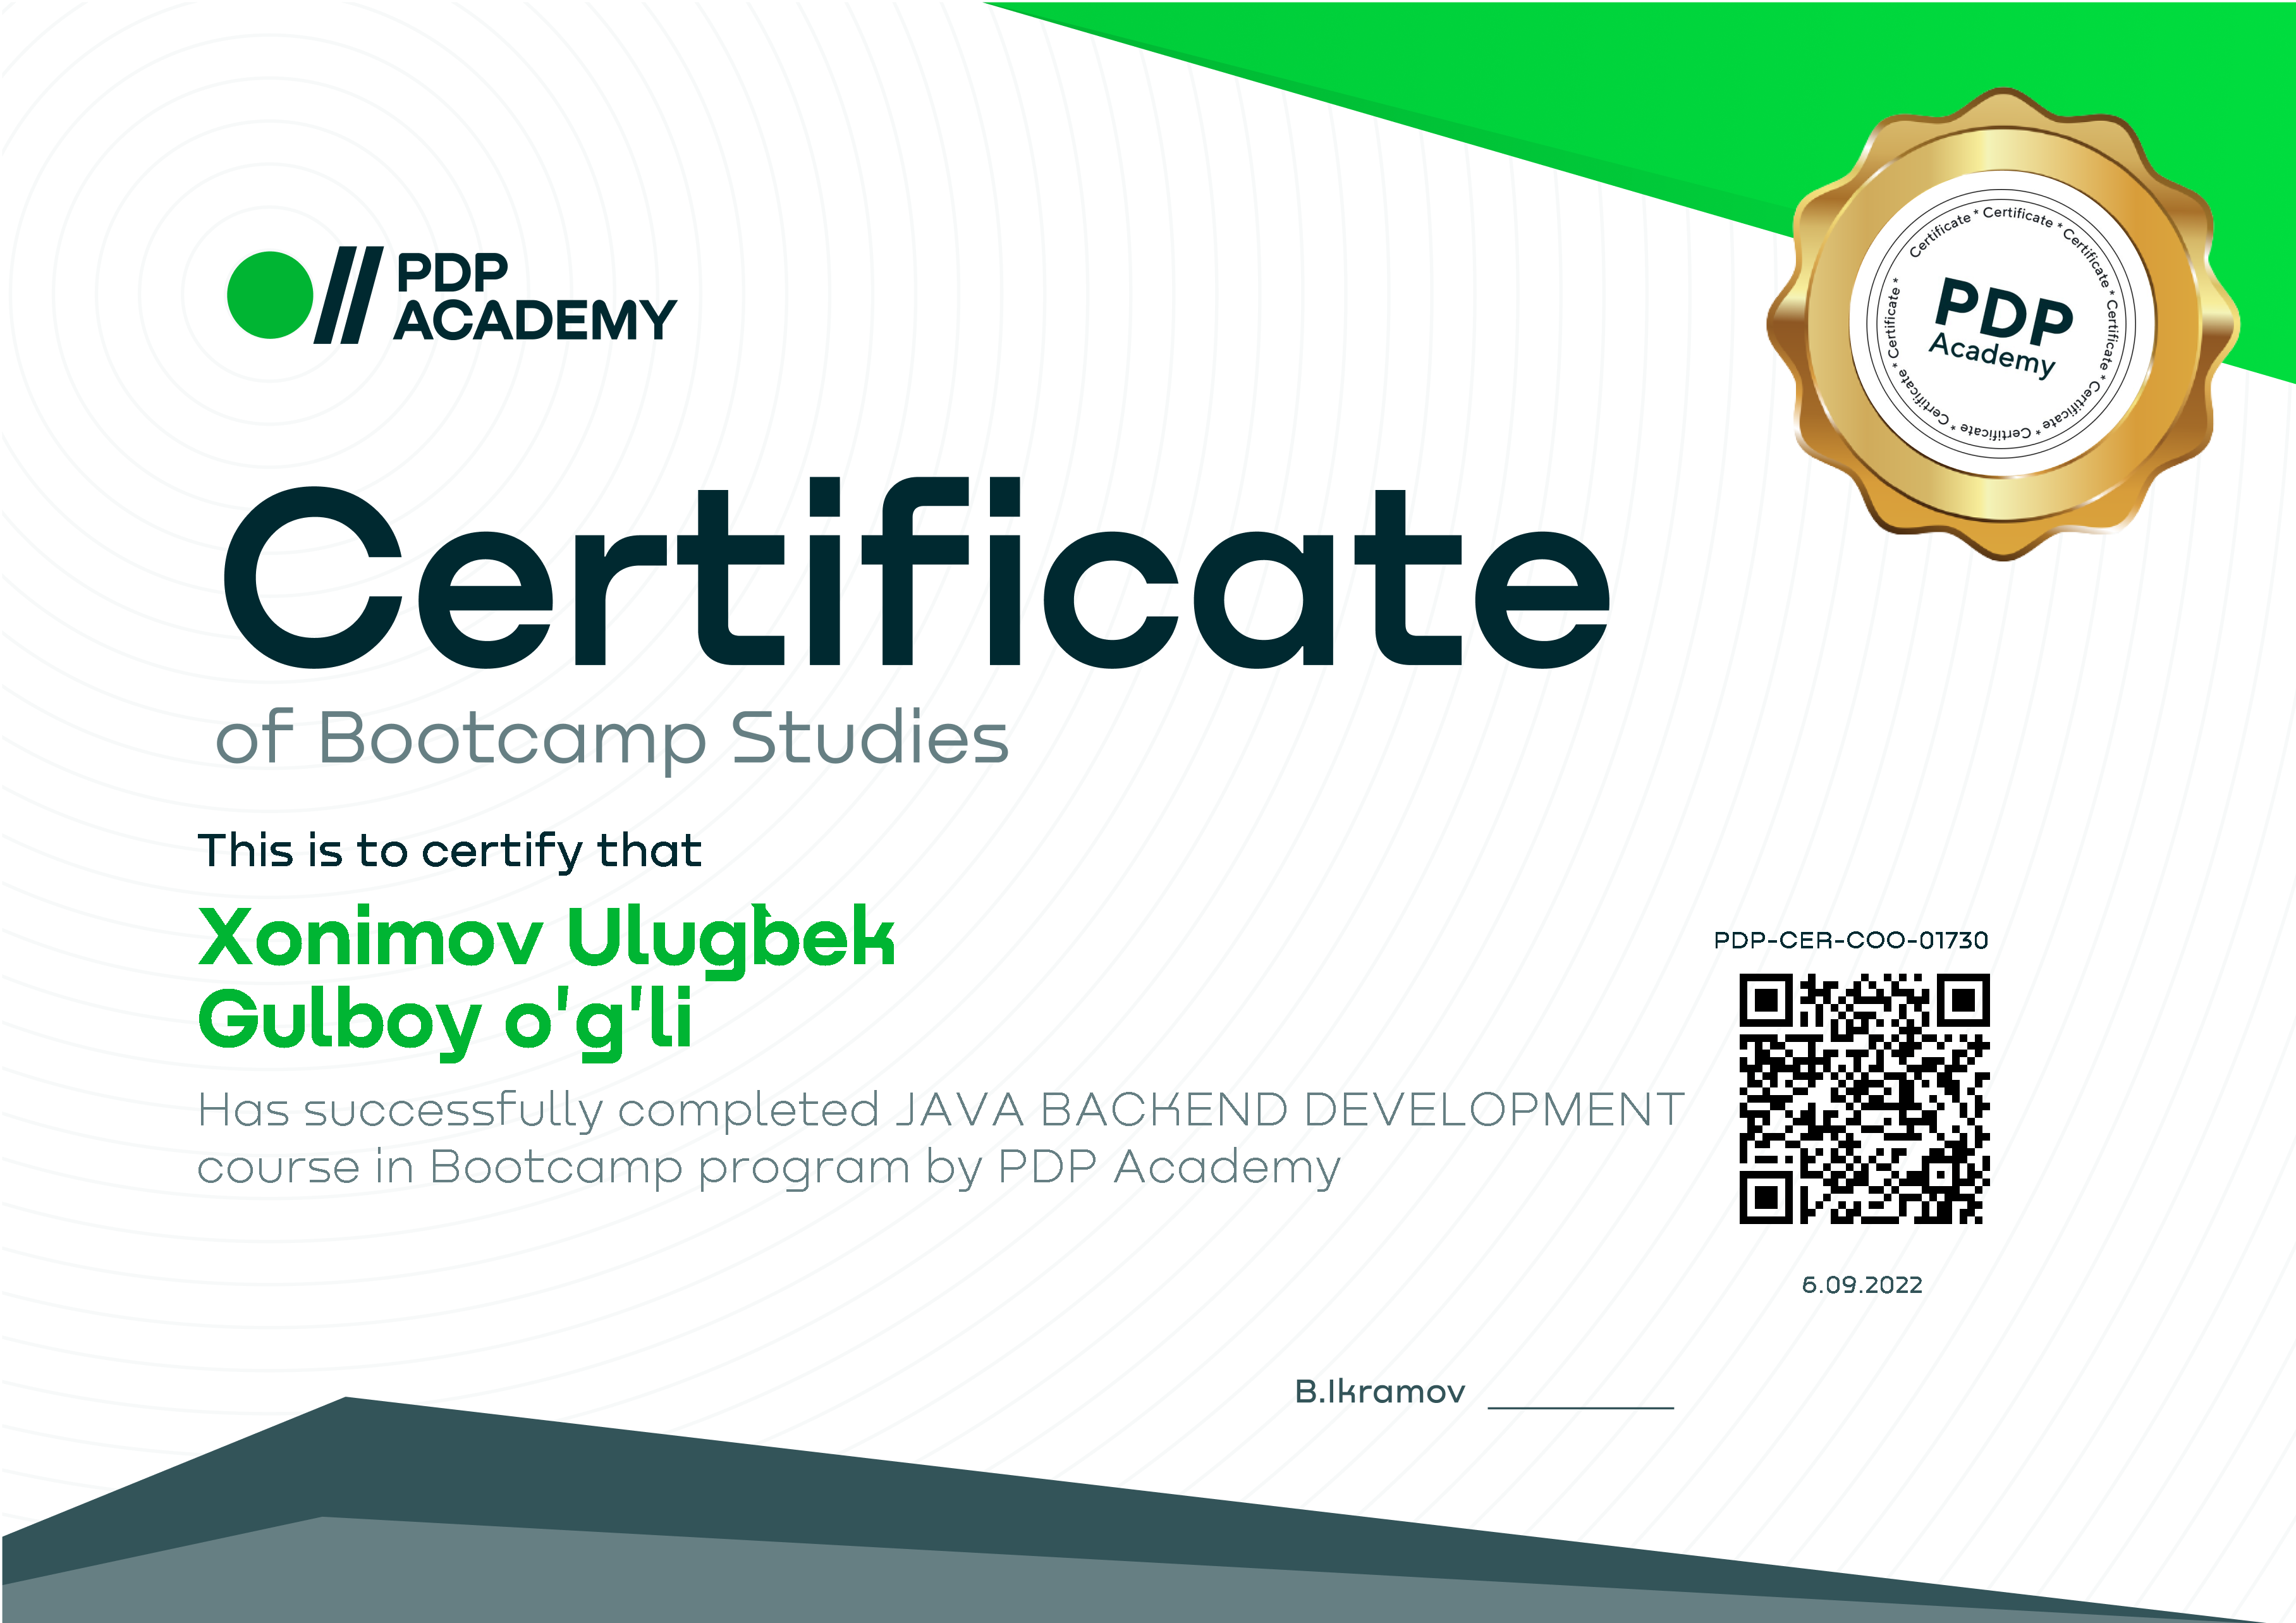 PDP
ACADEMY
Certificate * Certificate * Certificate * Certificate * Certificate * Certificate * Certificate * Certificate *
PDP
Academy
Certificate
of Bootcamp Studies
This is to certify that
Xonimov Ulugbek
Gulboy o'g'li
Has successfully completed JAVA BACKEND DEVELOPMENT
course in Bootcamp program by PDP Academy
PDP-CER-COO-01730
6.09.2022
B.Ikramov